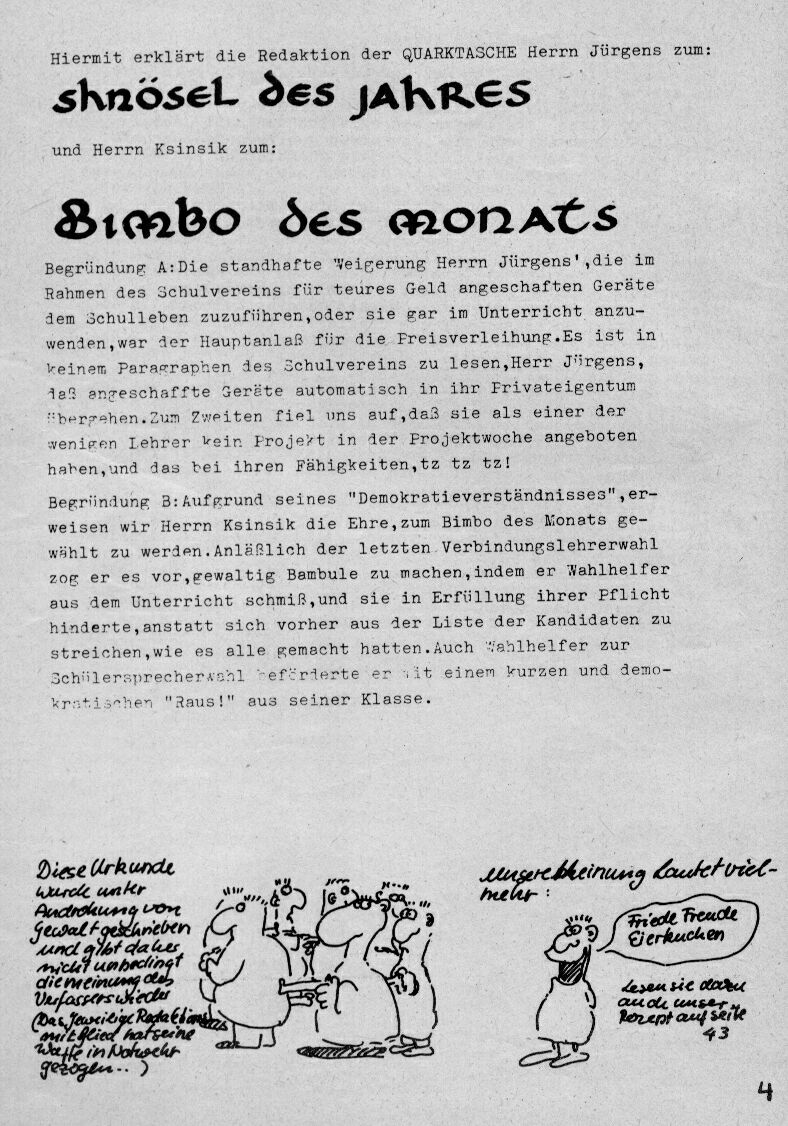 Hiermit erklärt die Redaktion der QUARKTASCHE Herrn Jürgens zum:
shnösel des Jahres
und Herrn Ksinsik zum:
Bimbo des Monats
Begründung A:Die standhafte Weigerung Herrn Jürgens',die im
Rahmen des Schulvereins für teures Geld angeschaften Geräte
dem Schulleben zuzuführen,oder sie gar im Unterricht anzu-
wenden,war der Hauptanlaß für die Preisverleihung.Es ist in
keinem Paragraphen des Schulvereins zu lesen,Herr Jürgens,
daß angeschaffte Geräte automatisch in ihr Privateigentum
übergehen.Zum Zweiten fiel uns auf,daß sie als einer der
wenigen Lehrer kein Projekt in der Projektwoche angeboten
haben,und das bei ihren Fähigkeiten,tz tz tz!
Begründung B:Aufgrund seines "Demokratieverständnisses",er-
weisen wir Herrn Ksinsik die Ehre,zum Bimbo des Monats ge-
wählt zu werden.Anläßlich der letzten Verbindungslehrerwahl
zog er es vor,gewaltig Bambule zu machen,indem er Wahlhelfer
aus dem Unterricht schmiß,und sie in Erfüllung ihrer Pflicht
hinderte,anstatt sich vorher aus der Liste der Kandidaten zu
streichen,wie es alle gemacht hatten.Auch Wahlhelfer zur
Schülersprecherwahl beförderte er mit einem kurzen und demo-
kratischen "Raus!" aus seiner Klasse.
Diese Urkunde
wurde unter
Androhung von
Gewalt geschrieben
und gibt daher
nicht unbedingt
die Meinung des
Verfassers wieder
(Das jeweilige Redaktions-
mitglied hat seine
Waffe in Notwehr
gezogen..)
Unsere Meinung lautet viel-
mehr:
Friede Freude
Eierkuchen
Lesen sie dazu
auch unser
Rezept auf seite
43
4